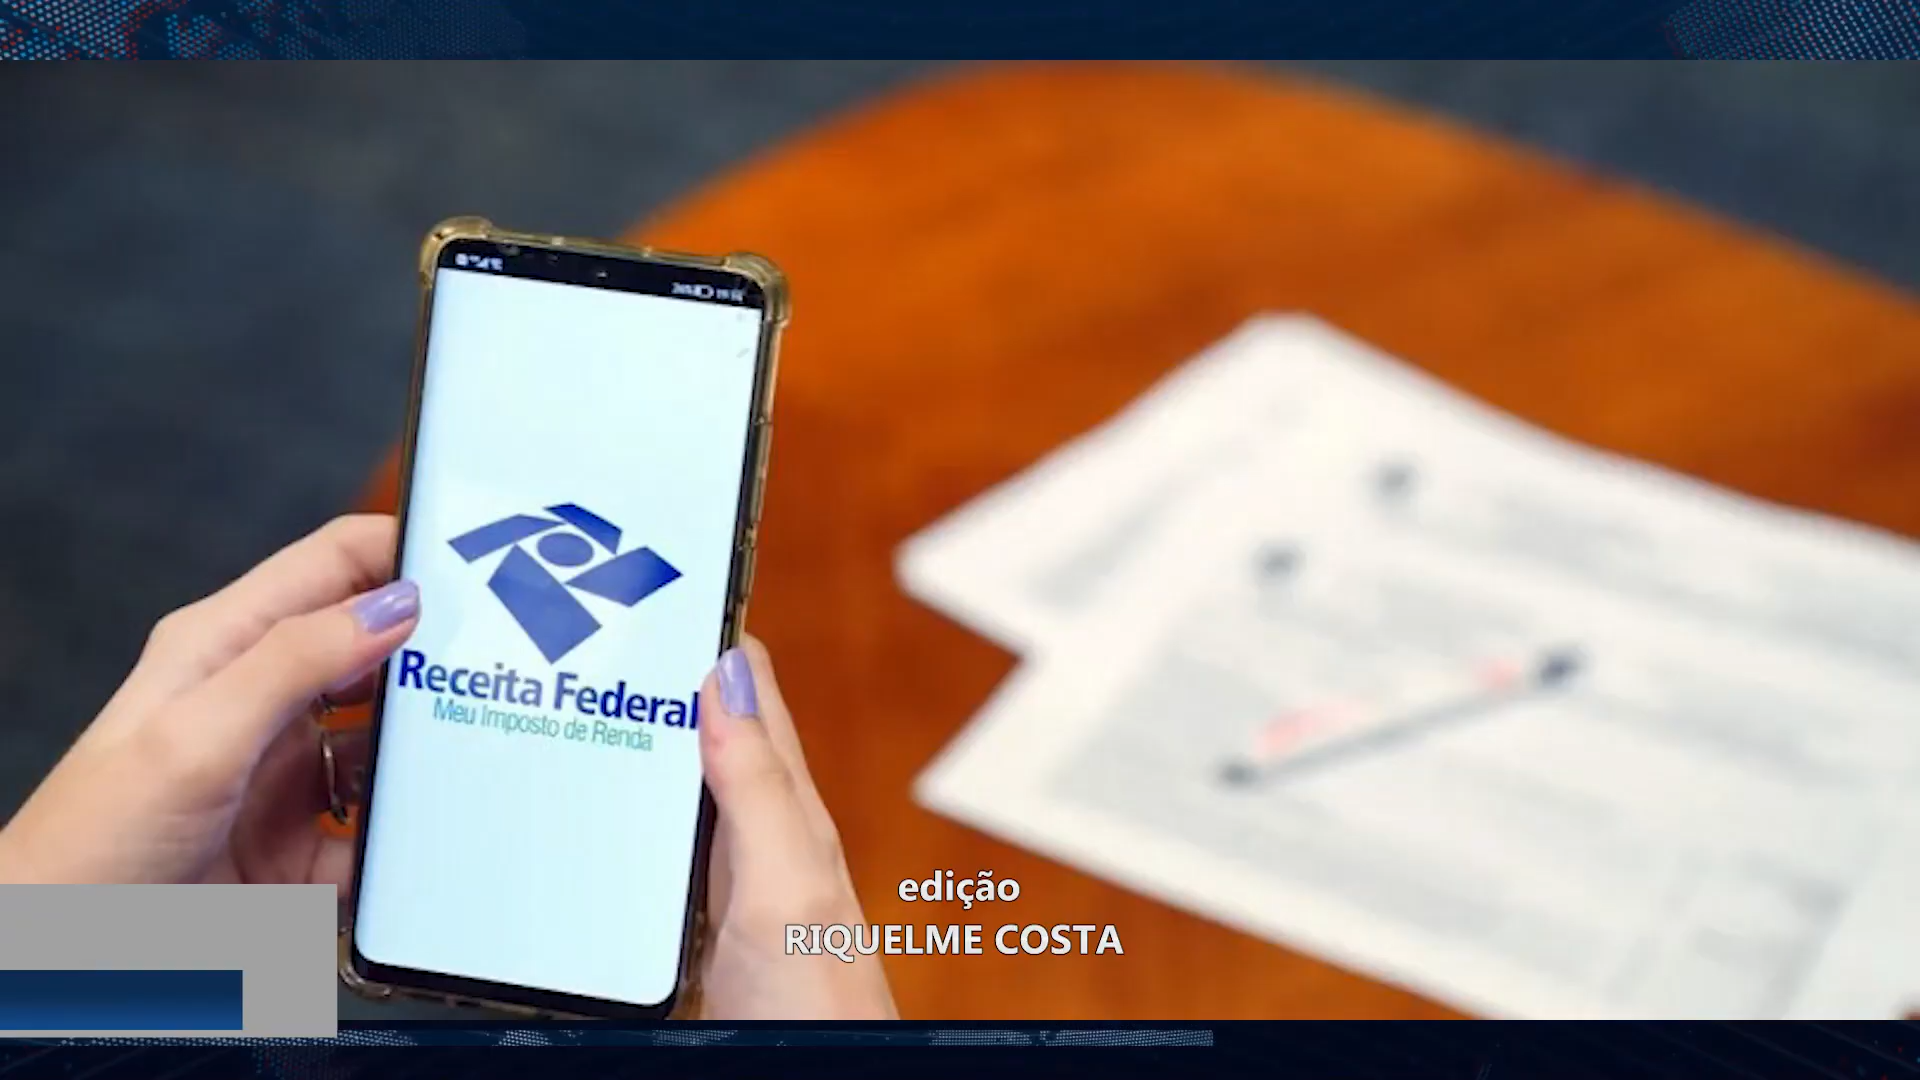 Receita Federal
Meu Imposto de Renda
edição
RIQUELME COSTA